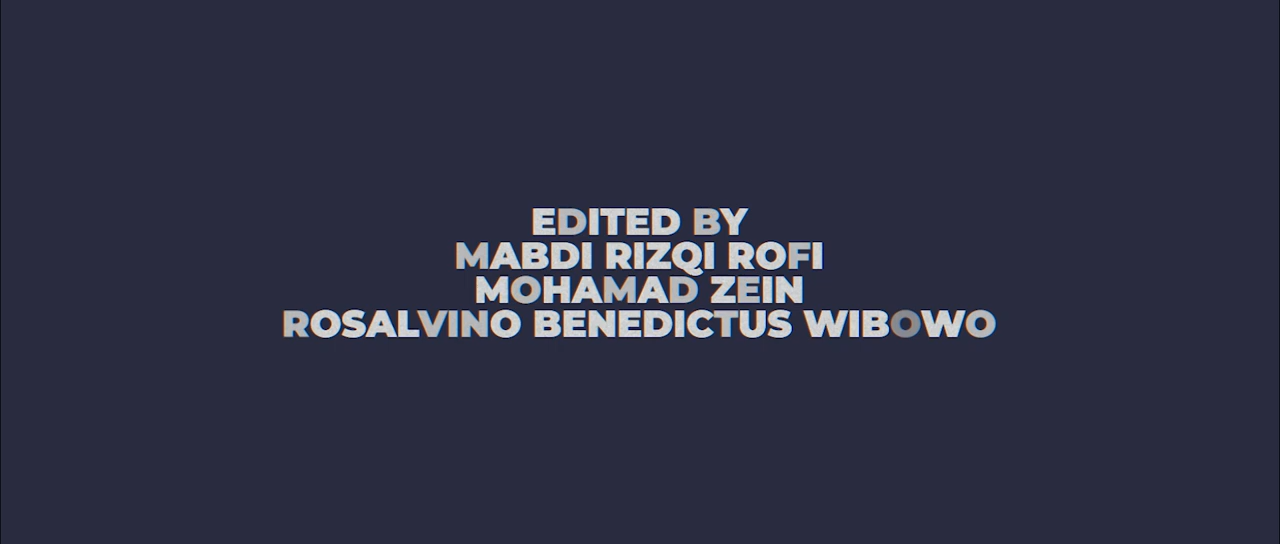 EDITED BY
MABDI RIZQI ROFI
MOHAMAD ZEIN
ROSALVINO BENEDICTUS WIBOWO